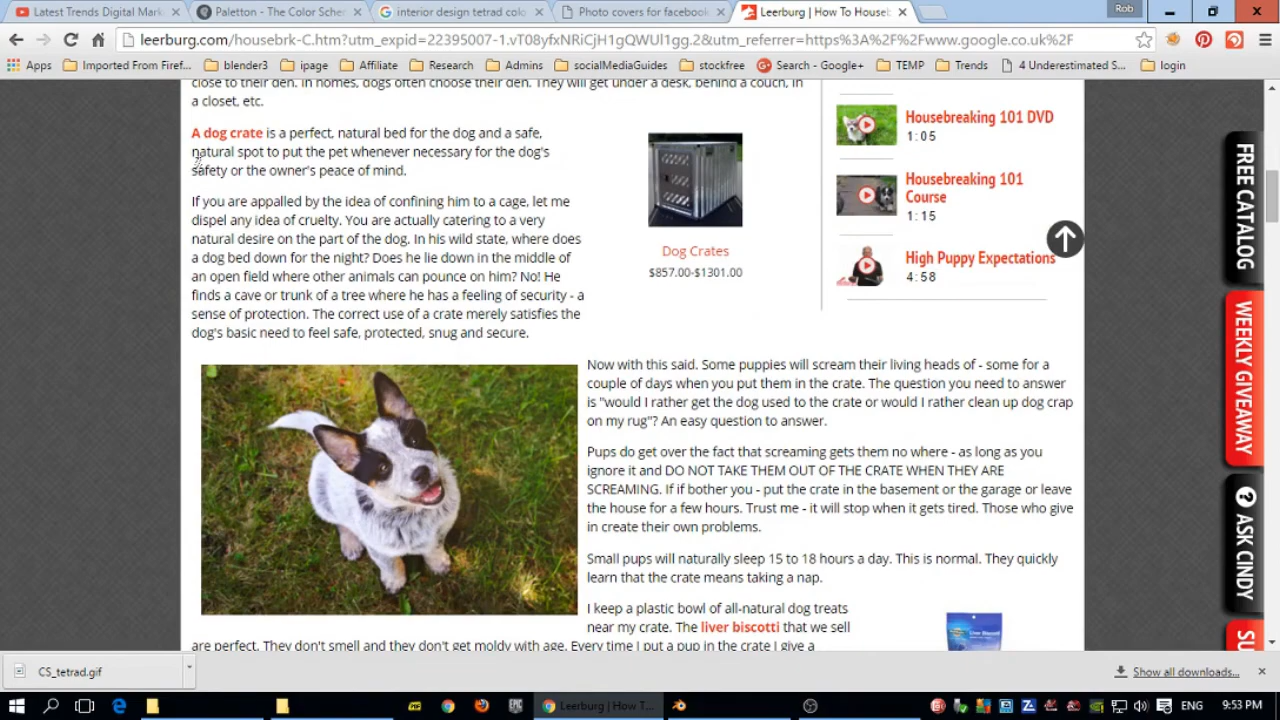 Latest Trends Digital Mark
Paletton - The Color Schem
interior design tetrad colo
Photo covers for facebook
Leerburg | How To Houseb
Rob
leerburg.com/housebrk-C.htm?utm_expid=22395007-1.vT08yfxNRiCjH1gQWUl1gg.2&utm_referrer=https%3A%2F%2Fwww.google.co.uk%2F
Apps
Imported From Firef...
blender3
ipage
Affiliate
Research
Admins
socialMediaGuides
stockfree
Search - Google+
TEMP
Trends
4 Underestimated S...
login
close to their den. In homes, dogs often choose their den. They will get under a desk, behind a couch, in
a closet, etc.
A dog crate is a perfect, natural bed for the dog and a safe,
natural spot to put the pet whenever necessary for the dog's
safety or the owner's peace of mind.
If you are appalled by the idea of confining him to a cage, let me
dispel any idea of cruelty. You are actually catering to a very
natural desire on the part of the dog. In his wild state, where does
a dog bed down for the night? Does he lie down in the middle of
an open field where other animals can pounce on him? No! He
finds a cave or trunk of a tree where he has a feeling of security - a
sense of protection. The correct use of a crate merely satisfies the
dog's basic need to feel safe, protected, snug and secure.
Dog Crates
$857.00-$1301.00
Housebreaking 101 DVD
1:05
Housebreaking 101
Course
1:15
High Puppy Expectations
4:58
FREE CATALOG
WEEKLY GIVEAWAY
? ASK CINDY
SU
Now with this said. Some puppies will scream their living heads of - some for a
couple of days when you put them in the crate. The question you need to answer
is "would I rather get the dog used to the crate or would I rather clean up dog crap
on my rug"? An easy question to answer.
Pups do get over the fact that screaming gets them no where - as long as you
ignore it and DO NOT TAKE THEM OUT OF THE CRATE WHEN THEY ARE
SCREAMING. If if bother you - put the crate in the basement or the garage or leave
the house for a few hours. Trust me - it will stop when it gets tired. Those who give
in create their own problems.
Small pups will naturally sleep 15 to 18 hours a day. This is normal. They quickly
learn that the crate means taking a nap.
I keep a plastic bowl of all-natural dog treats
near my crate. The liver biscotti that we sell
are perfect. They don't smell and they don't get moldy with age. Every time I put a pup in the crate I give a
CS_tetrad.gif
Show all downloads...
Leerburg | How T...
ENG
9:53 PM